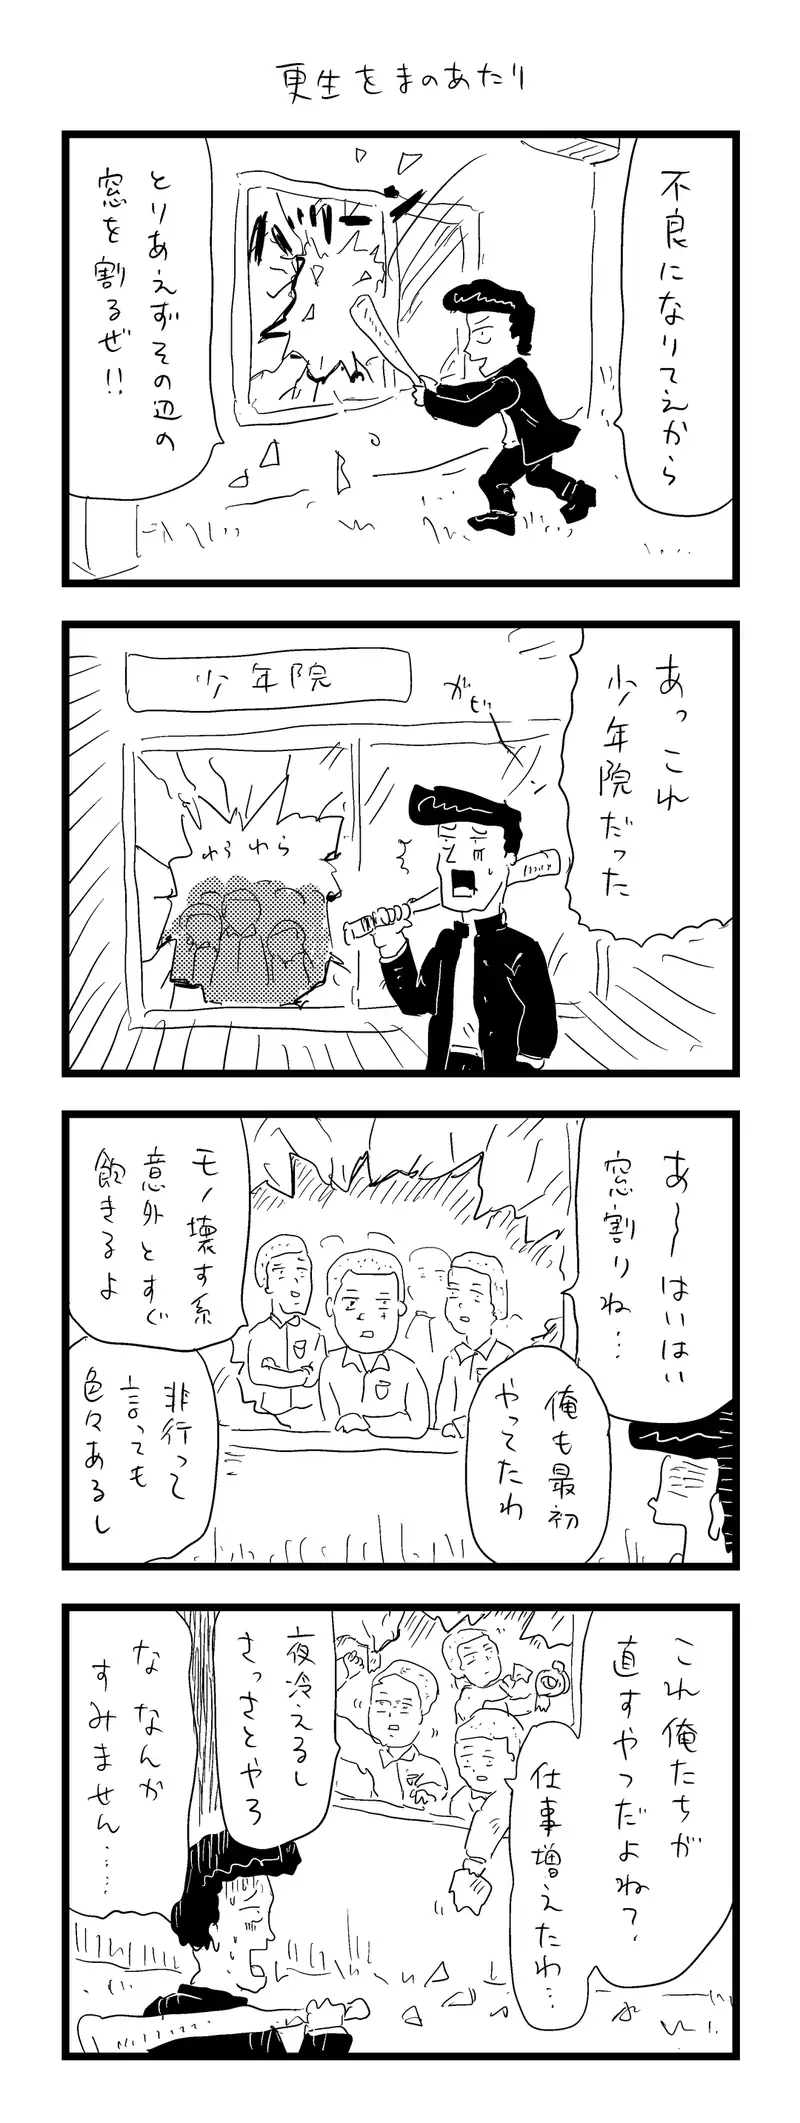 更生をまのあたり
不良になりてえから
とりあえずその辺の
窓を割るぜ!!
あっこれ
少年院だった
ガビーン
少年院
わらわら
あ〜はいはい
窓割りね…
俺も最初
やってたわ
モノ壊す系
意外とすぐ
飽きるよ
非行って
言っても
色々あるし
これ俺たちが
直すやつだよね?
仕事増えたわ…
夜冷えるし
さっさとやろ
な なんか
すみません……